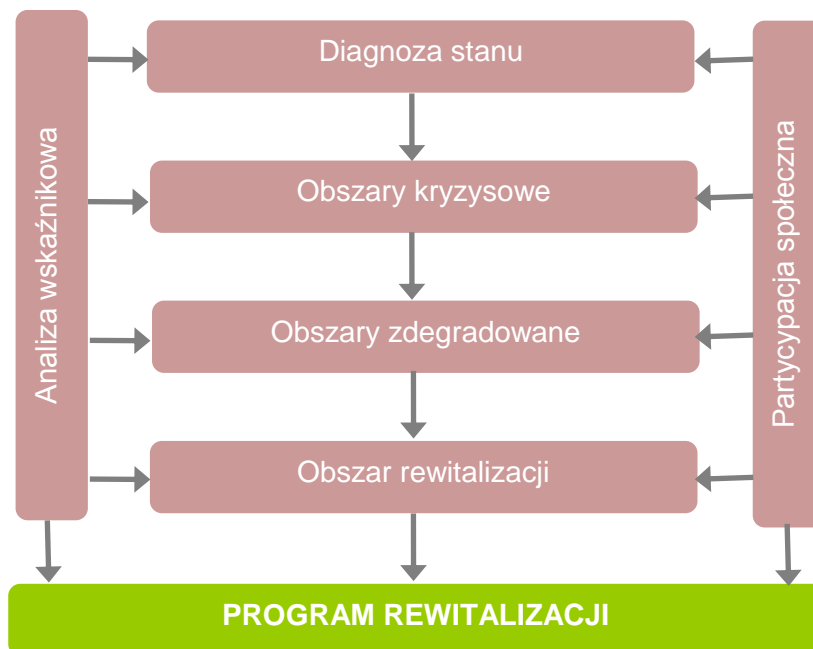 Diagnoza stanu
Analiza wskaźnikowa
Partycypacja społeczna
Obszary kryzysowe
Obszary zdegradowane
Obszar rewitalizacji
PROGRAM REWITALIZACJI